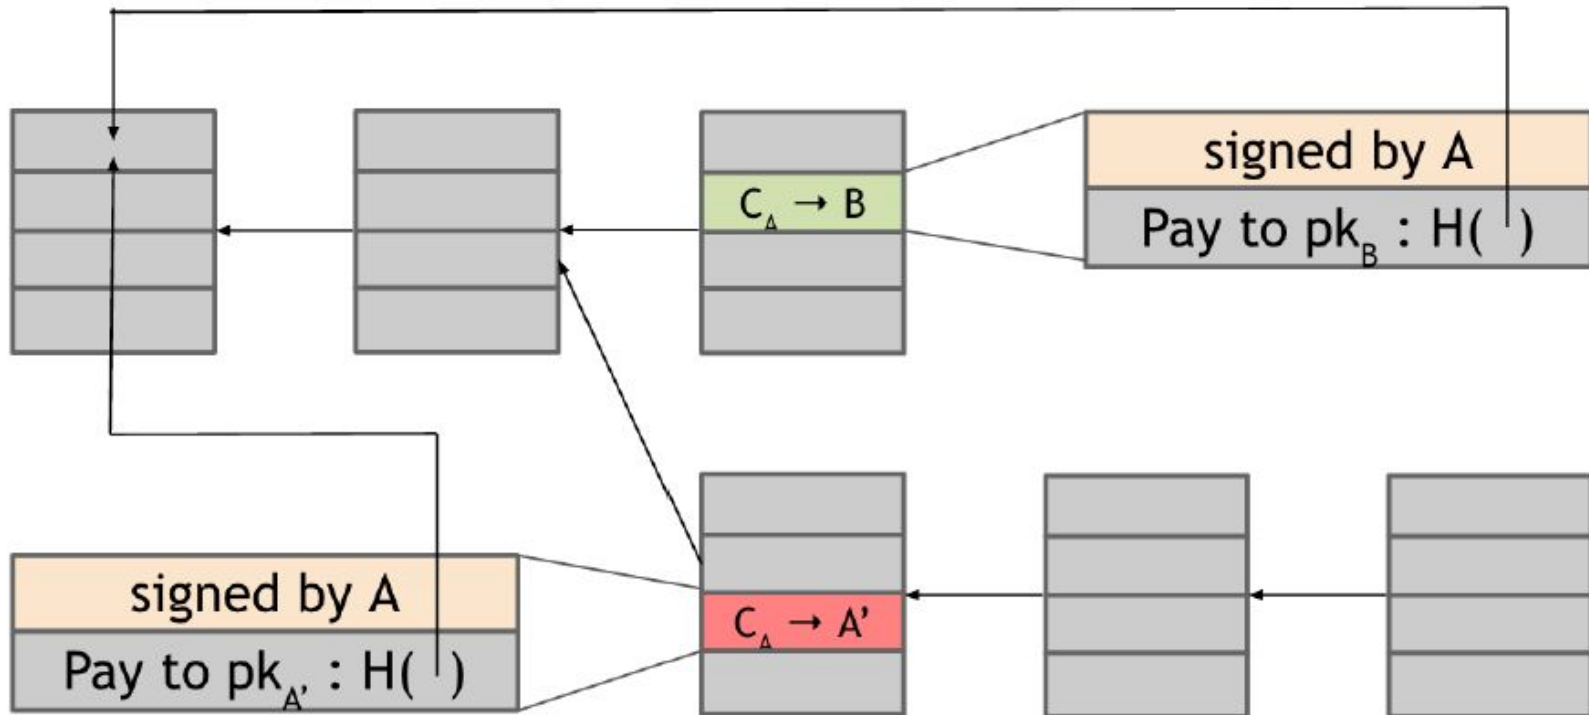 signed by A
C_A → B
Pay to pk_B : H( )
signed by A
C_A → A’
Pay to pk_A’ : H( )